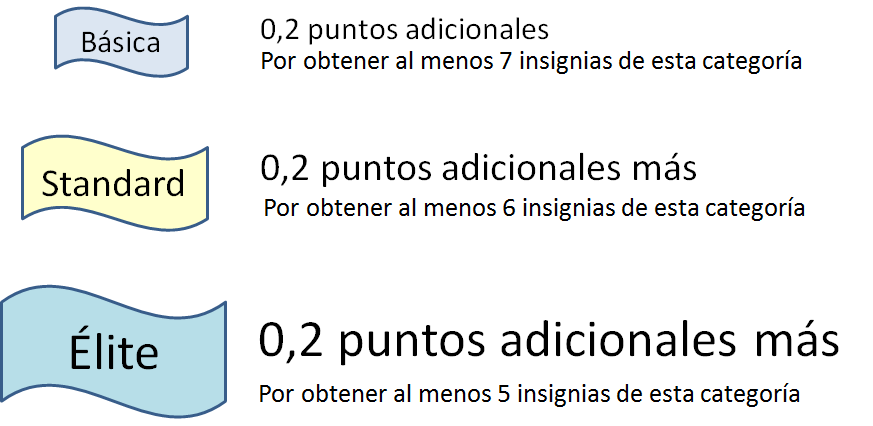 Básica
0,2 puntos adicionales
Por obtener al menos 7 insignias de esta categoría
Standard
0,2 puntos adicionales más
Por obtener al menos 6 insignias de esta categoría
Élite
0,2 puntos adicionales más
Por obtener al menos 5 insignias de esta categoría